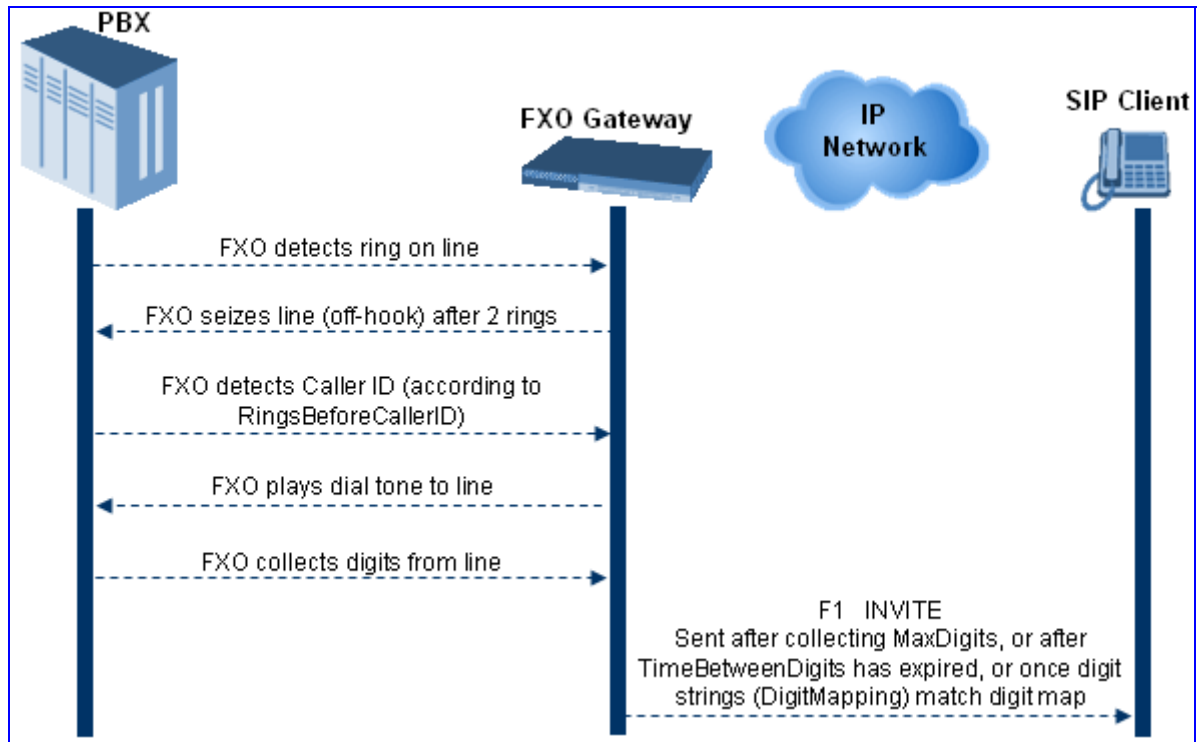 PBX
FXO Gateway
IP
Network
SIP Client
FXO detects ring on line
FXO seizes line (off-hook) after 2 rings
FXO detects Caller ID (according to
RingsBeforeCallerID)
FXO plays dial tone to line
FXO collects digits from line
F1 INVITE
Sent after collecting MaxDigits, or after
TimeBetweenDigits has expired, or once digit
strings (DigitMapping) match digit map